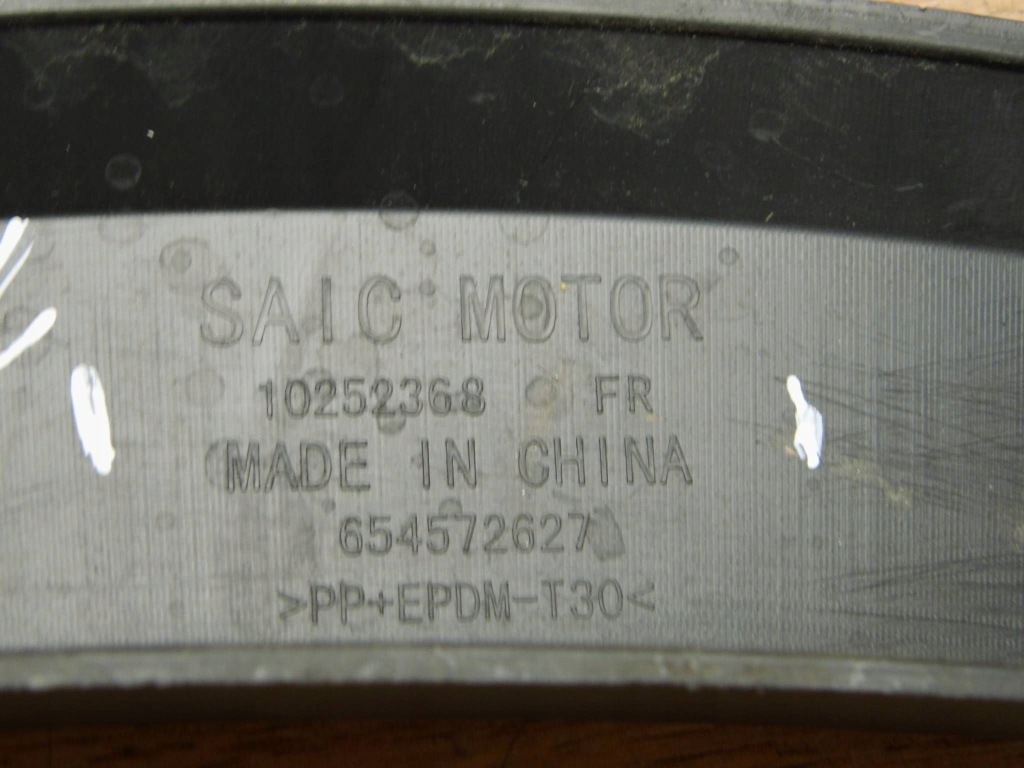 SAIC MOTOR
10252368 FR
MADE IN CHINA
654572627
>PP+EPDM-T30<